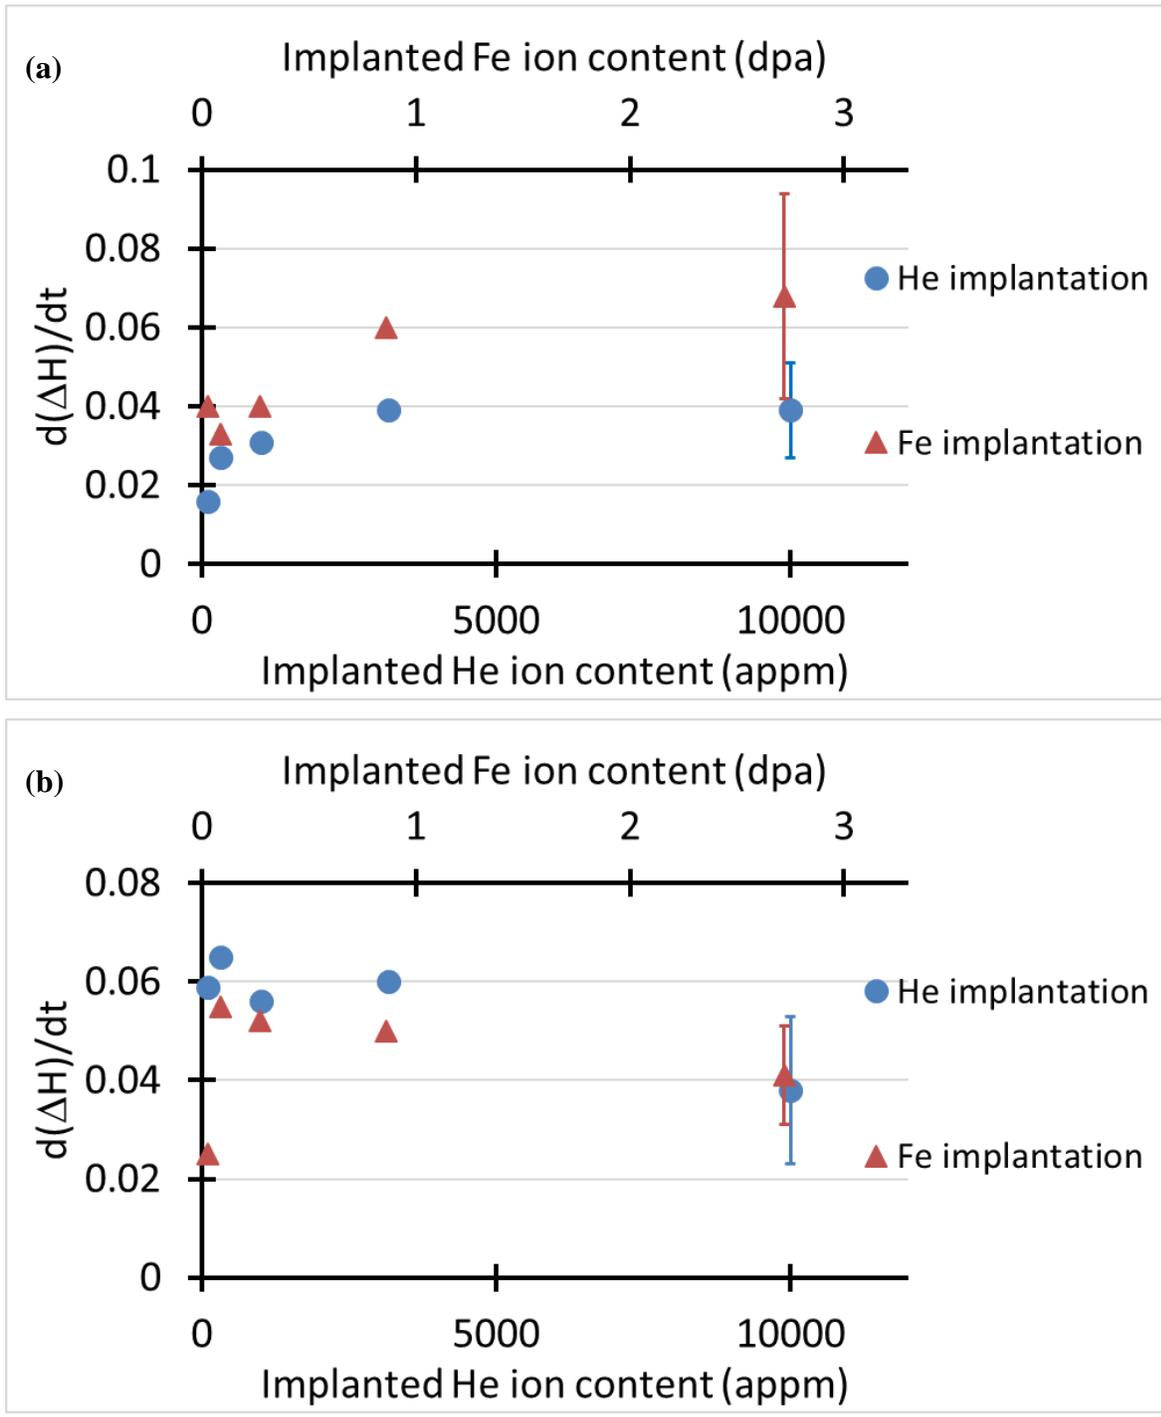 (a)
Implanted Fe ion content (dpa)
0 1 2 3
0.1
0.08
0.06
0.04
0.02
0
d(ΔH)/dt
He implantation
Fe implantation
0 5000 10000
Implanted He ion content (appm)
(b)
Implanted Fe ion content (dpa)
0 1 2 3
0.08
0.06
0.04
0.02
0
d(ΔH)/dt
He implantation
Fe implantation
0 5000 10000
Implanted He ion content (appm)